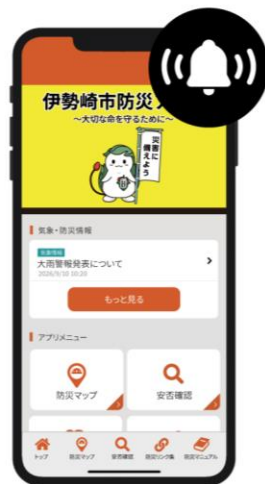 伊勢崎市防災
～大切な命を守るために～
災害に
備えよう
気象・防災情報
気象情報
大雨警報発表について
2026/9/10 10:20
もっと見る
アプリメニュー
防災マップ
安否確認
トップ
防災マップ
安否確認
防災リンク集
防災マニュアル